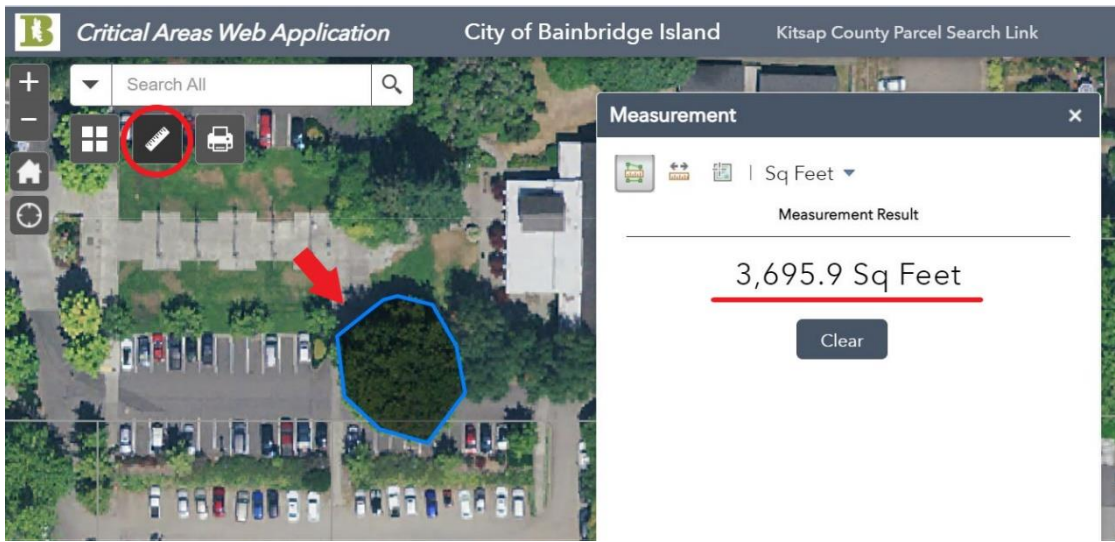 B Critical Areas Web Application City of Bainbridge Island Kitsap County Parcel Search Link
+ Search All
−
Measurement ×
Sq Feet
Measurement Result
3,695.9 Sq Feet
Clear